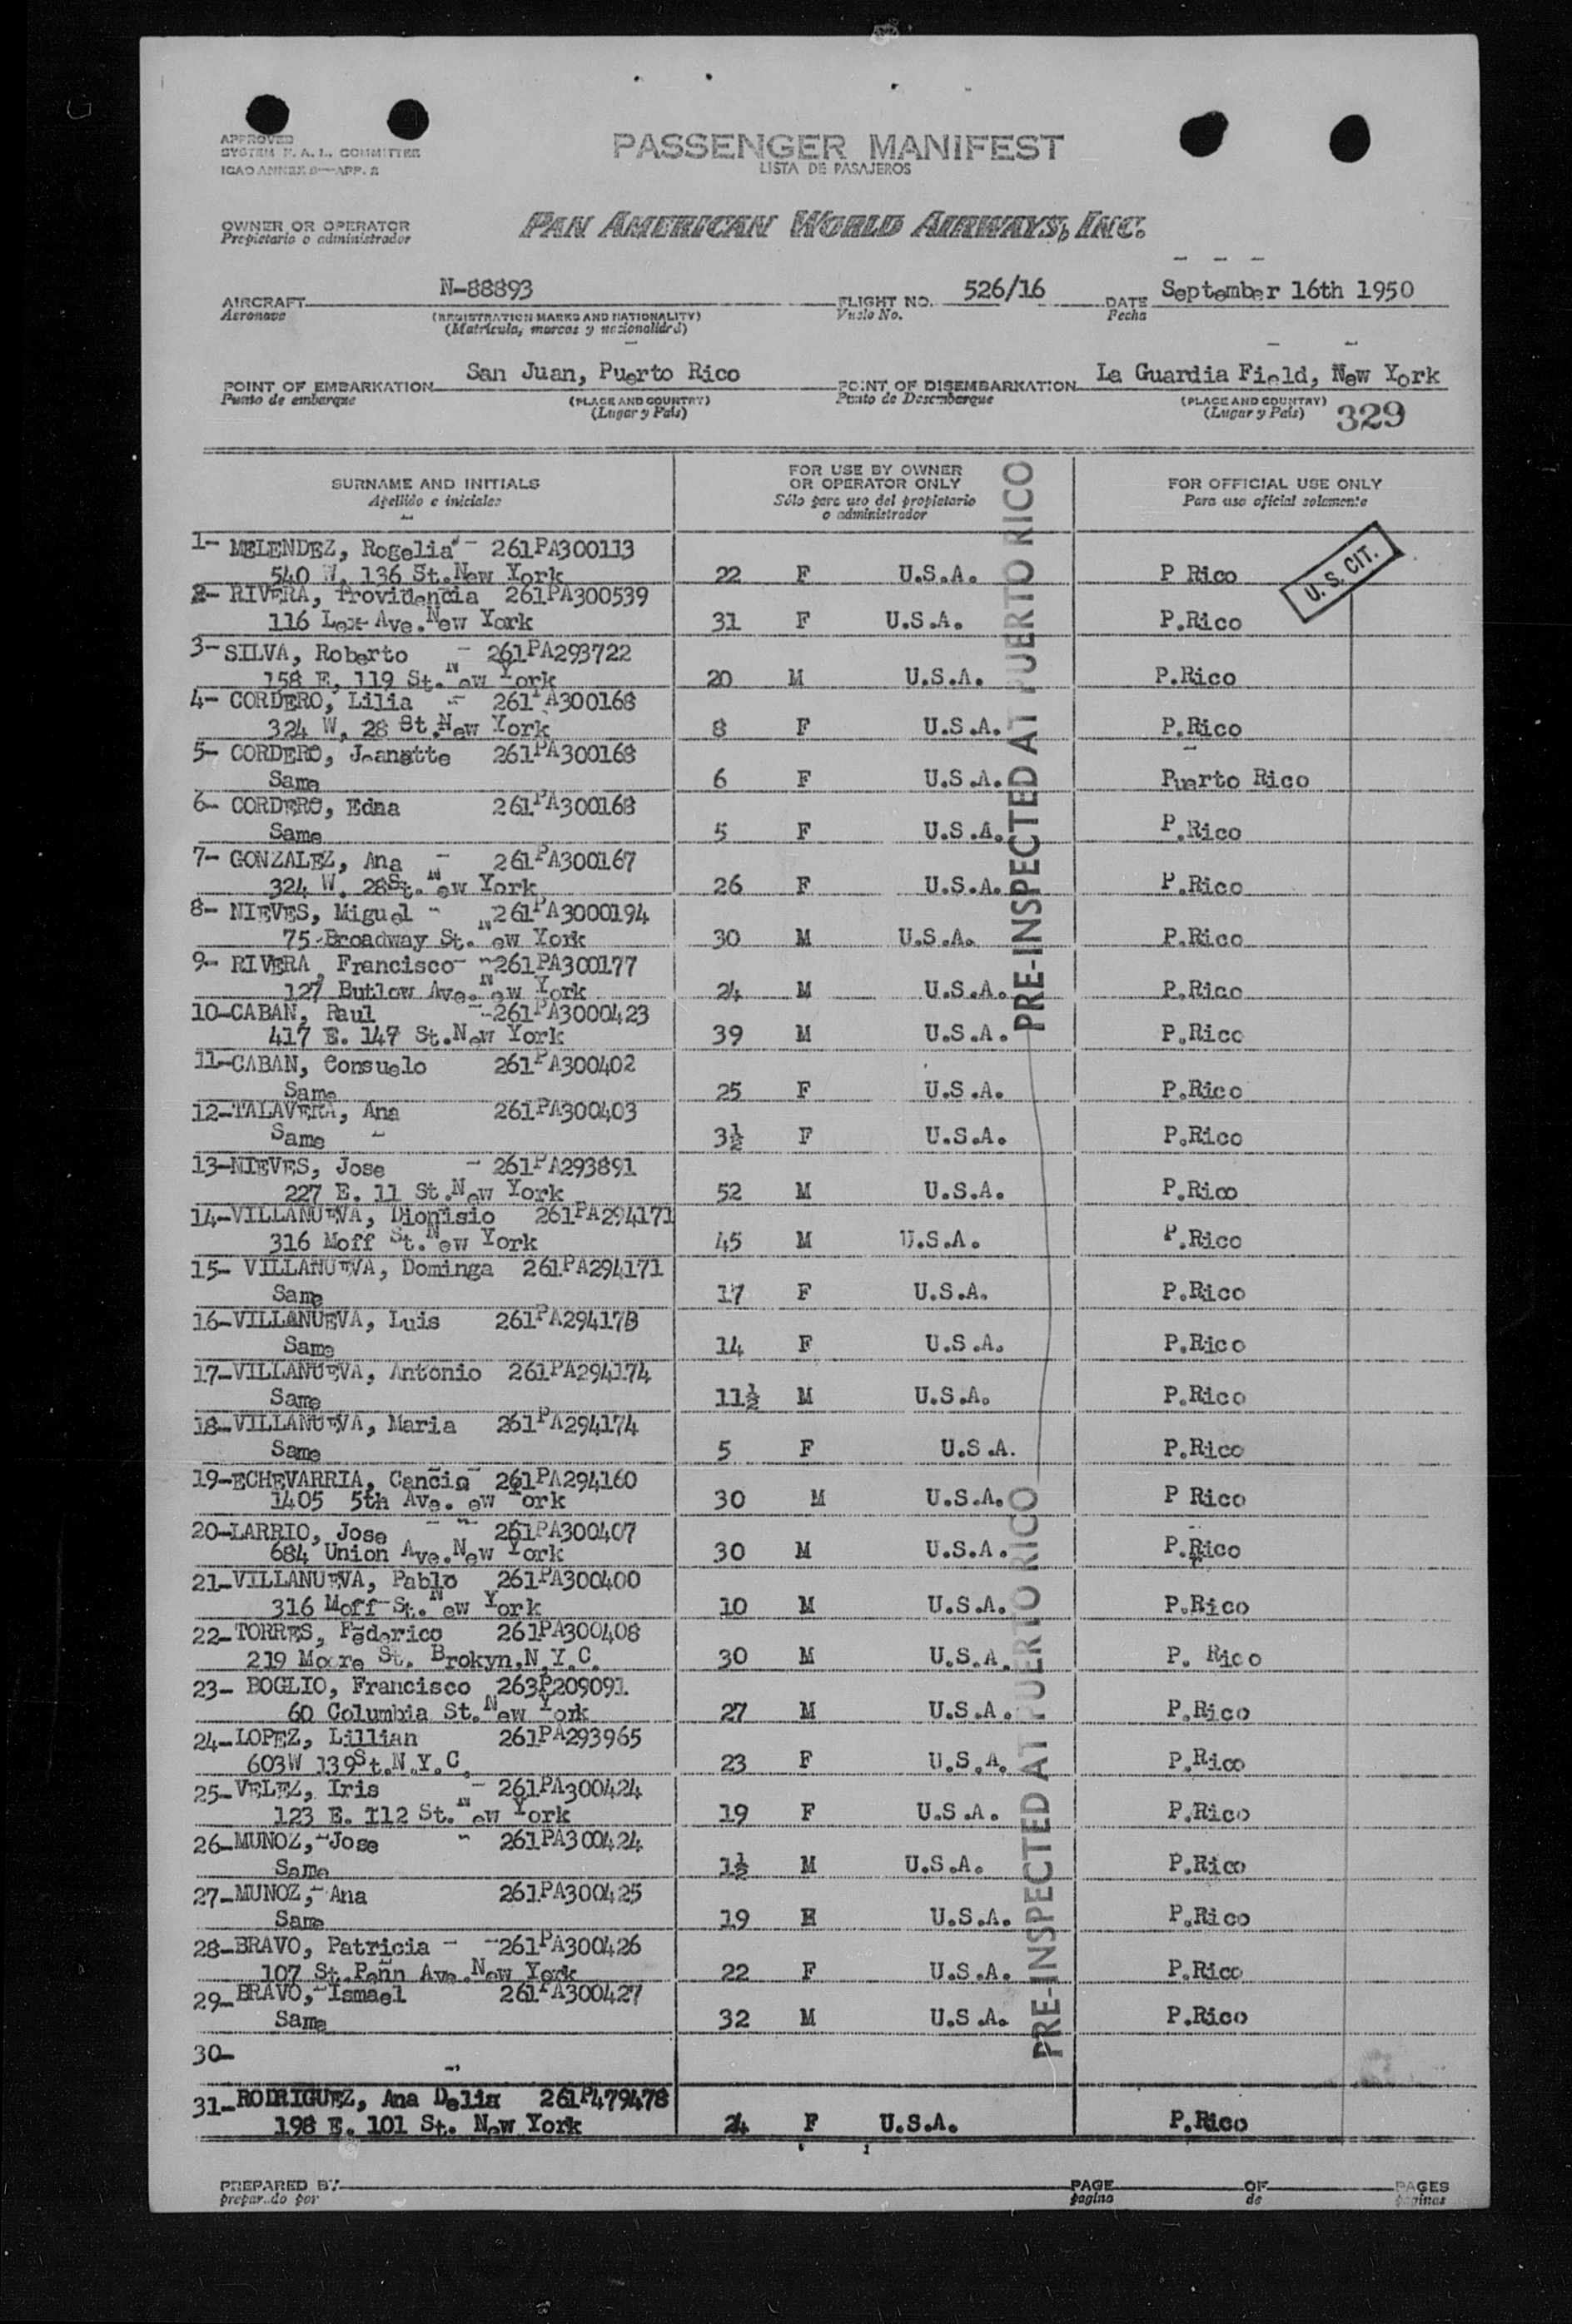 APPROVED
SYSTEM F.A.L. COMMITTEE
ICAO ANNEX 9—APP. 2
PASSENGER MANIFEST
LISTA DE PASAJEROS
OWNER OR OPERATOR
Propietario o administrador
PAN AMERICAN WORLD AIRWAYS, INC.
AIRCRAFT N-88893 FLIGHT NO. 526/16 DATE September 16th 1950
Aeronave (REGISTRATION MARKS AND NATIONALITY) Vuelo No. Fecha
(Matricula, marcas y nacionalidad)
POINT OF EMBARKATION San Juan, Puerto Rico POINT OF DISEMBARKATION La Guardia Field, New York
Punto de embarque (PLACE AND COUNTRY) Punto de Desembarque (PLACE AND COUNTRY)
(Lugar y Pais) (Lugar y Pais) 329
SURNAME AND INITIALS FOR USE BY OWNER OR OPERATOR ONLY FOR OFFICIAL USE ONLY
Apellido e iniciales Sólo para uso del propietario o administrador Para uso oficial solamente
1- MELENDEZ, Rogelia - 261PA300113
540 W. 136 St. New York 22 F U.S.A. P Rico
U.S. CIT.
2- RIVERA, Providencia 261PA300539
116 Lex Ave. New York 31 F U.S.A. P.Rico
3- SILVA, Roberto - 261PA293722
158 E. 119 St. New York 20 M U.S.A. P.Rico
4- CORDERO, Lilia - 261PA300168
324 W. 28 St. New York 8 F U.S.A. P.Rico
5- CORDERO, Jeanette 261PA300168
Same 6 F U.S.A. Puerto Rico
6- CORDERO, Edna 261PA300168
Same 5 F U.S.A. P.Rico
7- GONZALEZ, Ana - 261PA300167
324 W. 28St. New York 26 F U.S.A. P.Rico
8- NIEVES, Miguel - 261PA3000194
75 Broadway St. New York 30 M U.S.A. P.Rico
9- RIVERA, Francisco- 261PA300177
127 Butlow Ave. New York 24 M U.S.A. P.Rico
10-CABAN, Raul -261PA3000423
417 E. 147 St. New York 39 M U.S.A. P.Rico
11-CABAN, Consuelo 261PA300402
Same 25 F U.S.A. P.Rico
12-TALAVERA, Ana 261PA300403
Same 3½ F U.S.A. P.Rico
13-NIEVES, Jose - 261PA293891
227 E. 11 St. New York 52 M U.S.A. P.Rico
14-VILLANUEVA, Dionisio 261PA294171
316 Moff St. New York 45 M U.S.A. P.Rico
15- VILLANUEVA, Dominga 261PA294171
Same 17 F U.S.A. P.Rico
16-VILLANUEVA, Luis
Same 14 F U.S.A. P.Rico
17-VILLANUEVA, Antonio 261PA294174
Same 11½ M U.S.A. P.Rico
18-VILLANUEVA, Maria 261PA294174
Same 5 F U.S.A. P.Rico
19-ECHEVARRIA, 261PA294160
1405 5th Ave. ew York 30 M U.S.A. P Rico
20-LARRIO, Jose - 261PA300407
684 Union Ave. New York 30 M U.S.A. P.Rico
21-VILLANUEVA, Pablo 261PA300400
316 Moff St. New York 10 M U.S.A. P.Rico
22-TORRES, Federico 261PA300408
219 Moore St. Brokyn, N.Y.C. 30 M U.S.A. P. Rico
23- BOGLIO, Francisco 263P209091
60 Columbia St. New York 27 M U.S.A. P.Rico
24-LOPEZ, Lillian 261PA293965
603W 139St. N.Y.C. 23 F U.S.A. P.Rico
25-VELEZ, Iris - 261PA300424
123 E. I12 St. New York 19 F U.S.A. P.Rico
26-MUNOZ, -Jose - 261PA300424
Same 1½ M U.S.A. P.Rico
27-MUNOZ, -Ana 261PA300425
Same 19 U.S.A. P.Rico
28-BRAVO, Patricia - -261PA300426
107 St. Pann Ave. New York 22 F U.S.A. P.Rico
29-BRAVO, -Ismael 261PA300427
Same 32 M U.S.A. P.Rico
30-
31-RODRIGUEZ, Ana Delia 261P479478
198 E. 101 St. New York 24 F U.S.A. P.Rico
PRE-INSPECTED AT PUERTO RICO
PRE-INSPECTED AT PUERTO RICO
PREPARED BY PAGE OF PAGES
preparado por pagina de paginas